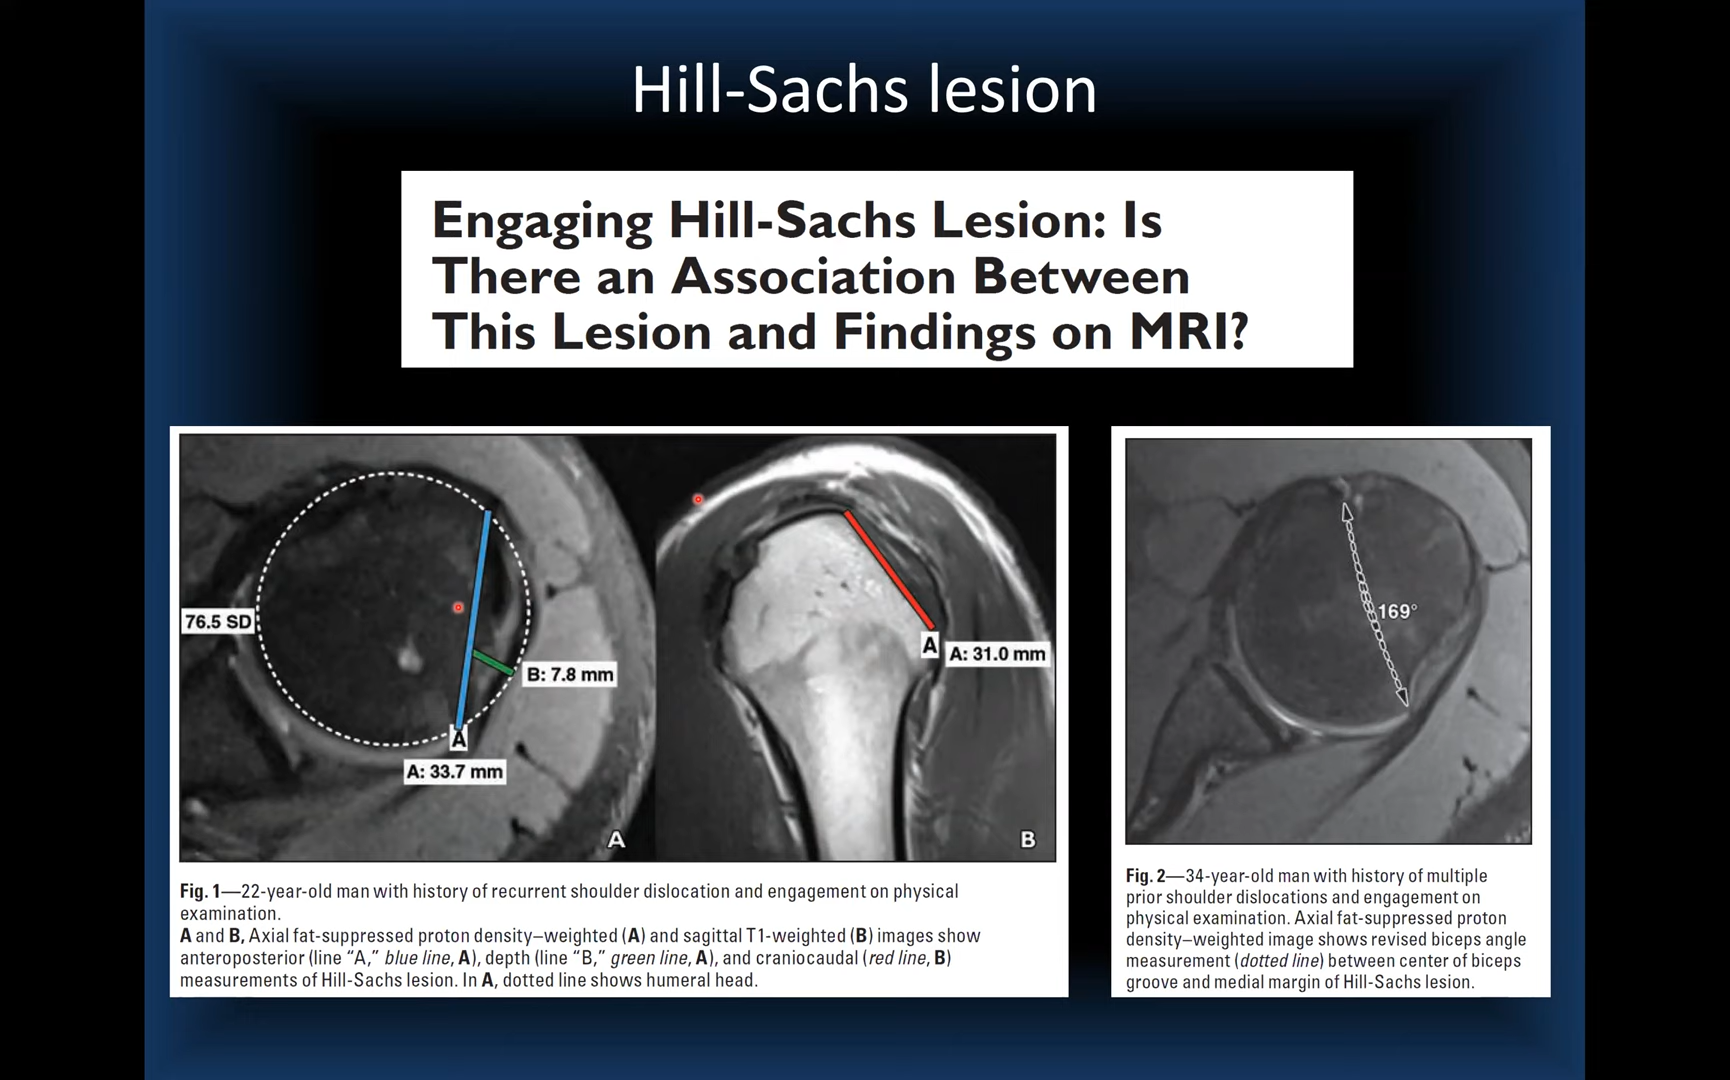 Hill-Sachs lesion
Engaging Hill-Sachs Lesion: Is
There an Association Between
This Lesion and Findings on MRI?
76.5 SD
B: 7.8 mm
A
A: 33.7 mm
A
A
A: 31.0 mm
B
Fig. 1—22-year-old man with history of recurrent shoulder dislocation and engagement on physical
examination.
A and B, Axial fat-suppressed proton density–weighted (A) and sagittal T1-weighted (B) images show
anteroposterior (line “A,” blue line, A), depth (line “B,” green line, A), and craniocaudal (red line, B)
measurements of Hill-Sachs lesion. In A, dotted line shows humeral head.
169°
Fig. 2—34-year-old man with history of multiple
prior shoulder dislocations and engagement on
physical examination. Axial fat-suppressed proton
density–weighted image shows revised biceps angle
measurement (dotted line) between center of biceps
groove and medial margin of Hill-Sachs lesion.